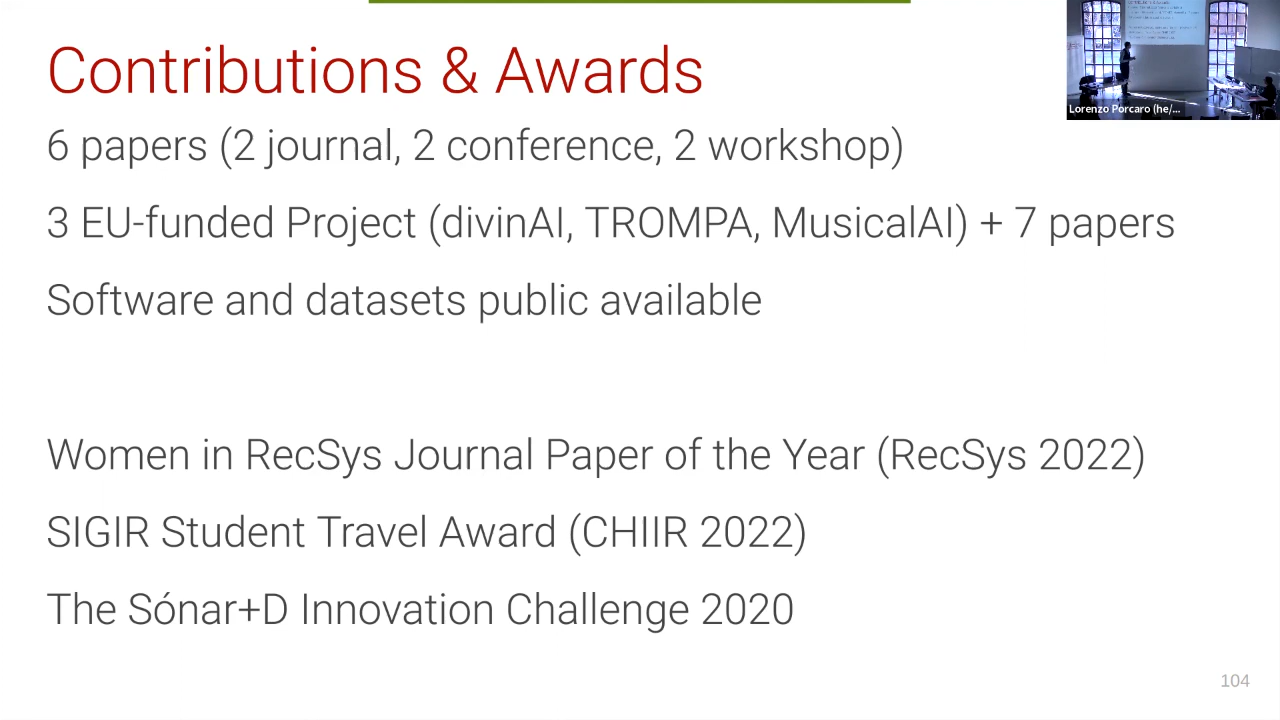 Contributions & Awards
Lorenzo Porcaro (he/...
6 papers (2 journal, 2 conference, 2 workshop)
3 EU-funded Project (divinAI, TROMPA, MusicalAI) + 7 papers
Software and datasets public available
Women in RecSys Journal Paper of the Year (RecSys 2022)
SIGIR Student Travel Award (CHIIR 2022)
The Sónar+D Innovation Challenge 2020
104